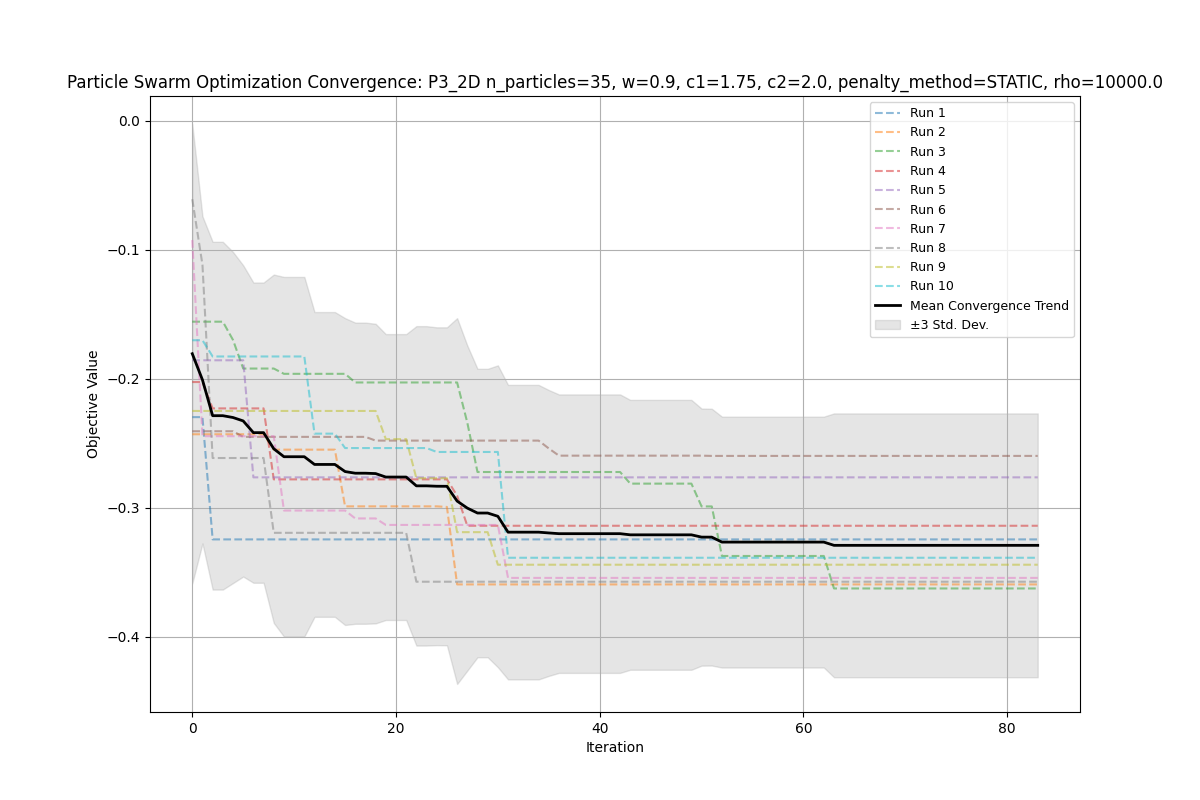 Particle Swarm Optimization Convergence: P3_2D n_particles=35, w=0.9, c1=1.75, c2=2.0, penalty_method=STATIC, rho=10000.0
Objective Value
0.0
−0.1
−0.2
−0.3
−0.4
Run 1
Run 2
Run 3
Run 4
Run 5
Run 6
Run 7
Run 8
Run 9
Run 10
Mean Convergence Trend
±3 Std. Dev.
0 20 40 60 80
Iteration